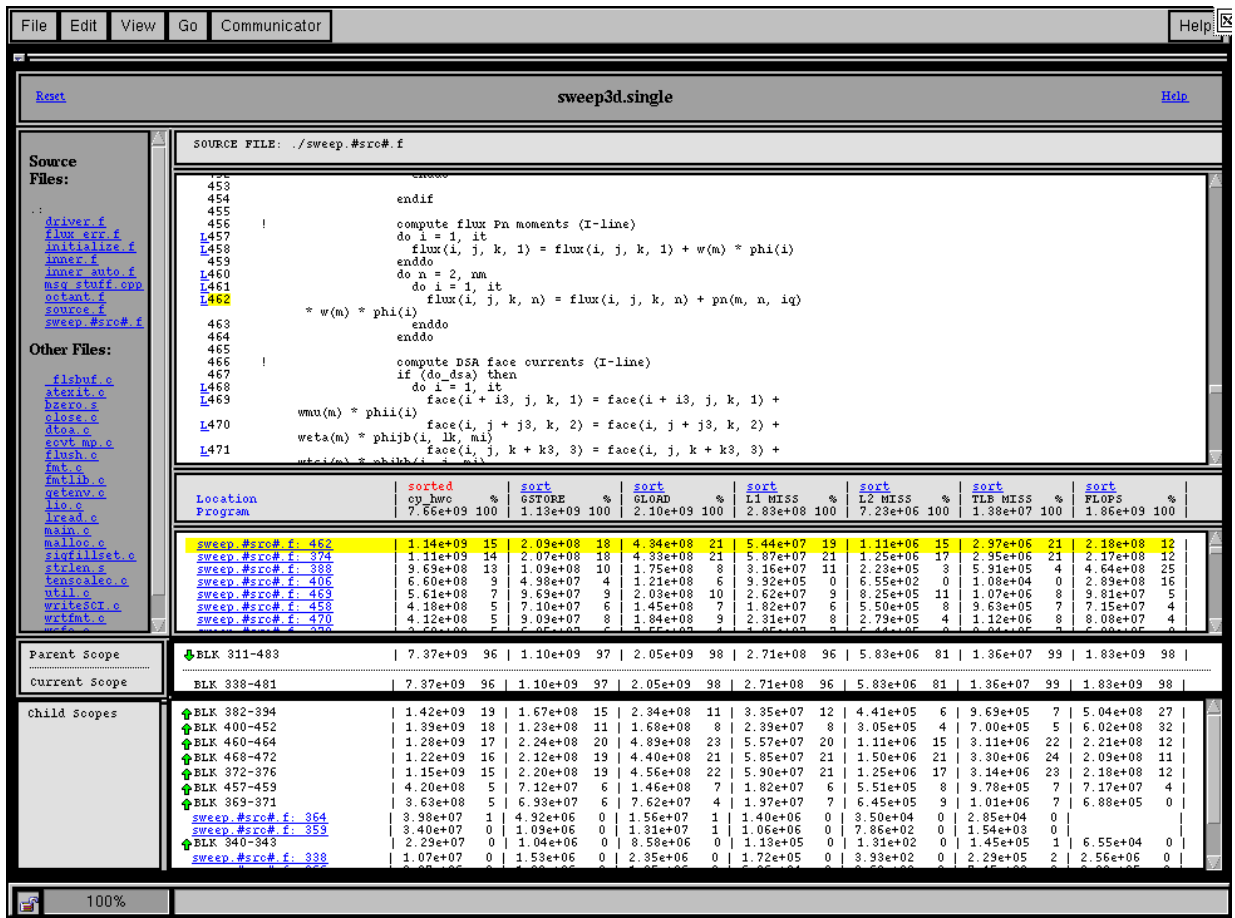 File Edit View Go Communicator Help
Reset sweep3d.single Help
Source
Files:
.:
driver.f
flux_err.f
initialize.f
inner.f
inner_auto.f
msg_stuff.cpp
octant.f
source.f
sweep.#src#.f
Other Files:
_flsbuf.c
atexit.c
bzero.s
close.c
dtoa.c
ecvt_mp.c
flush.c
fmt.c
fmtlib.c
getenv.c
lio.c
lread.c
main.c
malloc.c
sigfillset.c
strlen.s
tenscalec.c
util.c
writeSCI.c
wrtfmt.c
SOURCE FILE: ./sweep.#src#.f
453
454 endif
455
456 ! compute flux Pn moments (I-line)
L457 do i = 1, it
L458 flux(i, j, k, 1) = flux(i, j, k, 1) + w(m) * phi(i)
459 enddo
L460 do n = 2, nm
L461 do i = 1, it
L462 flux(i, j, k, n) = flux(i, j, k, n) + pn(m, n, iq)
* w(m) * phi(i)
463 enddo
464 enddo
465
466 ! compute DSA face currents (I-line)
467 if (do_dsa) then
L468 do i = 1, it
L469 face(i + i3, j, k, 1) = face(i + i3, j, k, 1) +
wmu(m) * phii(i)
L470 face(i, j + j3, k, 2) = face(i, j + j3, k, 2) +
weta(m) * phijb(i, lk, mi)
L471 face(i, j, k + k3, 3) = face(i, j, k + k3, 3) +
| sorted | sort | sort | sort | sort | sort | sort
Location | cy_hwc % | GSTORE % | GLOAD % | L1 MISS % | L2 MISS % | TLB MISS % | FLOPS % |
Program | 7.66e+09 100 | 1.13e+09 100 | 2.10e+09 100 | 2.83e+08 100 | 7.23e+06 100 | 1.38e+07 100 | 1.86e+09 100 |
sweep.#src#.f: 462 | 1.14e+09 15 | 2.09e+08 18 | 4.34e+08 21 | 5.44e+07 19 | 1.11e+06 15 | 2.97e+06 21 | 2.18e+08 12 |
sweep.#src#.f: 374 | 1.11e+09 14 | 2.07e+08 18 | 4.33e+08 21 | 5.87e+07 21 | 1.25e+06 17 | 2.95e+06 21 | 2.17e+08 12 |
sweep.#src#.f: 388 | 9.69e+08 13 | 1.09e+08 10 | 1.75e+08 8 | 3.16e+07 11 | 2.23e+05 3 | 5.91e+05 4 | 4.64e+08 25 |
sweep.#src#.f: 406 | 6.60e+08 9 | 4.98e+07 4 | 1.21e+08 6 | 9.92e+05 0 | 6.55e+02 0 | 1.08e+04 0 | 2.89e+08 16 |
sweep.#src#.f: 469 | 5.61e+08 7 | 9.69e+07 9 | 2.03e+08 10 | 2.62e+07 9 | 8.25e+05 11 | 1.07e+06 8 | 9.81e+07 5 |
sweep.#src#.f: 458 | 4.18e+08 5 | 7.10e+07 6 | 1.45e+08 7 | 1.82e+07 6 | 5.50e+05 8 | 9.63e+05 7 | 7.15e+07 4 |
sweep.#src#.f: 470 | 4.12e+08 5 | 9.09e+07 8 | 1.84e+08 9 | 2.31e+07 8 | 2.79e+05 4 | 1.12e+06 8 | 8.08e+07 4 |
Parent Scope BLK 311-483 | 7.37e+09 96 | 1.10e+09 97 | 2.05e+09 98 | 2.71e+08 96 | 5.83e+06 81 | 1.36e+07 99 | 1.83e+09 98 |
Current Scope BLK 338-481 | 7.37e+09 96 | 1.10e+09 97 | 2.05e+09 98 | 2.71e+08 96 | 5.83e+06 81 | 1.36e+07 99 | 1.83e+09 98 |
Child Scopes BLK 382-394 | 1.42e+09 19 | 1.67e+08 15 | 2.34e+08 11 | 3.35e+07 12 | 4.41e+05 6 | 9.69e+05 7 | 5.04e+08 27 |
BLK 400-452 | 1.39e+09 18 | 1.23e+08 11 | 1.68e+08 8 | 2.39e+07 8 | 3.05e+05 4 | 7.00e+05 5 | 6.02e+08 32 |
BLK 460-464 | 1.28e+09 17 | 2.24e+08 20 | 4.89e+08 23 | 5.57e+07 20 | 1.11e+06 15 | 3.11e+06 22 | 2.21e+08 12 |
BLK 468-472 | 1.22e+09 16 | 2.12e+08 19 | 4.40e+08 21 | 5.85e+07 21 | 1.50e+06 21 | 3.30e+06 24 | 2.09e+08 11 |
BLK 372-376 | 1.15e+09 15 | 2.20e+08 19 | 4.56e+08 22 | 5.90e+07 21 | 1.25e+06 17 | 3.14e+06 23 | 2.18e+08 12 |
BLK 457-459 | 4.20e+08 5 | 7.12e+07 6 | 1.46e+08 7 | 1.82e+07 6 | 5.51e+05 8 | 9.78e+05 7 | 7.17e+07 4 |
BLK 369-371 | 3.63e+08 5 | 6.93e+07 6 | 7.62e+07 4 | 1.97e+07 7 | 6.45e+05 9 | 1.01e+06 7 | 6.88e+05 0 |
sweep.#src#.f: 364 | 3.98e+07 1 | 4.92e+06 0 | 1.56e+07 1 | 1.40e+06 0 | 3.50e+04 0 | 2.85e+04 0 | |
sweep.#src#.f: 359 | 3.40e+07 0 | 1.09e+06 0 | 1.31e+07 1 | 1.06e+06 0 | 7.86e+02 0 | 1.54e+03 0 | |
BLK 340-343 | 2.29e+07 0 | 1.04e+06 0 | 8.58e+06 0 | 1.13e+05 0 | 1.31e+02 0 | 1.45e+05 1 | 6.55e+04 0 |
sweep.#src#.f: 338 | 1.07e+07 0 | 1.53e+06 0 | 2.35e+06 0 | 1.72e+05 0 | 3.93e+02 0 | 2.29e+05 2 | 2.56e+06 0 |
100%